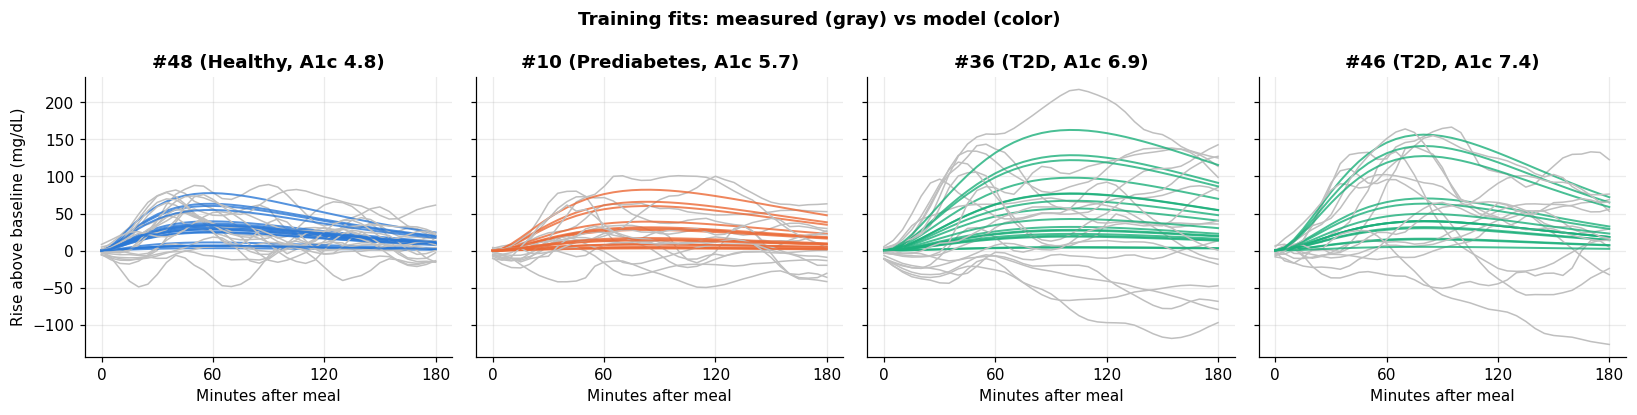 Training fits: measured (gray) vs model (color)
#48 (Healthy, A1c 4.8)
#10 (Prediabetes, A1c 5.7)
#36 (T2D, A1c 6.9)
#46 (T2D, A1c 7.4)
Rise above baseline (mg/dL)
200
150
100
50
0
−50
−100
0 60 120 180
0 60 120 180
0 60 120 180
0 60 120 180
Minutes after meal
Minutes after meal
Minutes after meal
Minutes after meal